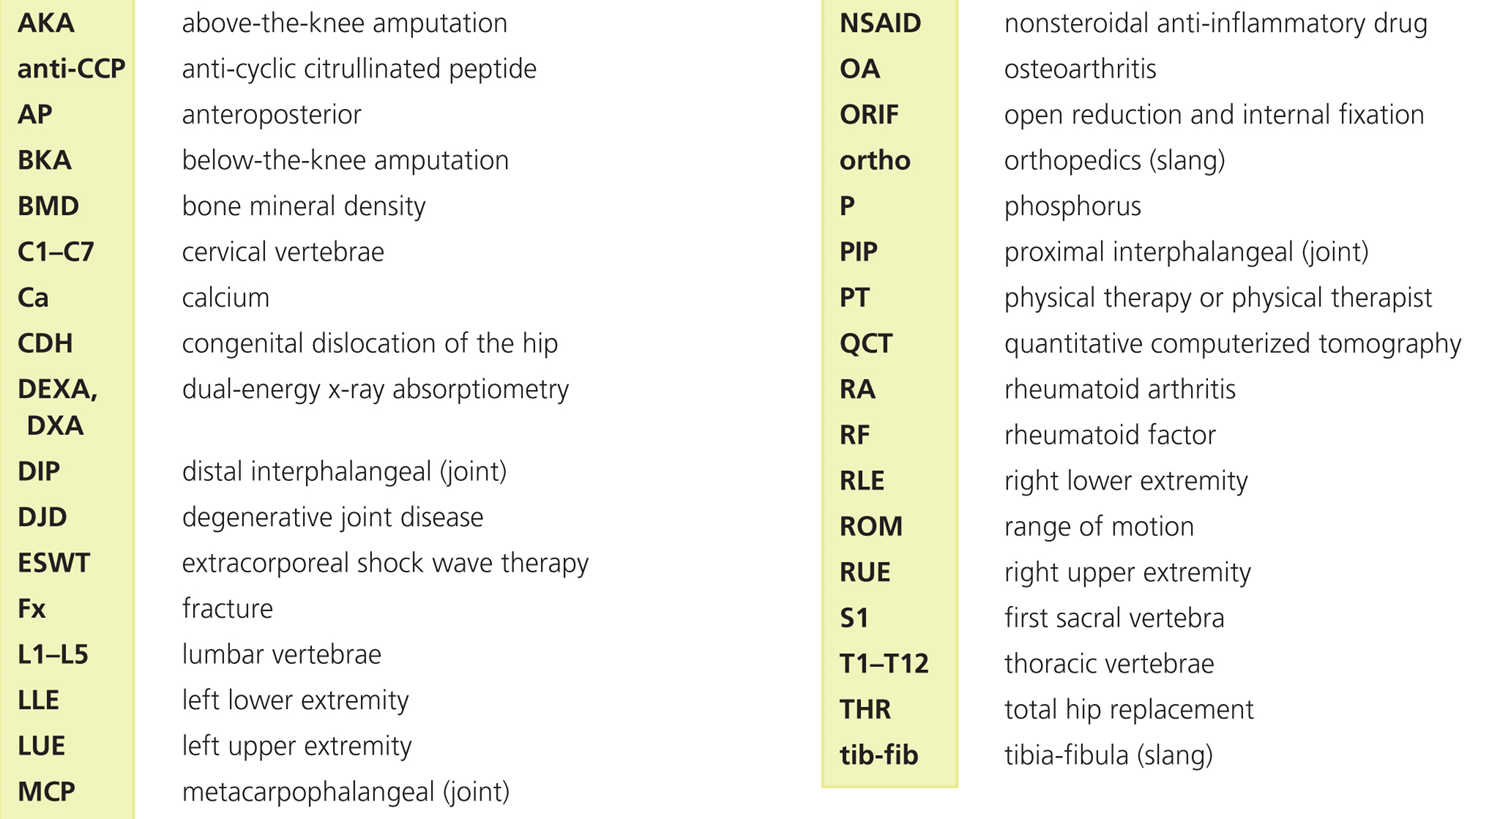 AKA above-the-knee amputation
anti-CCP anti-cyclic citrullinated peptide
AP anteroposterior
BKA below-the-knee amputation
BMD bone mineral density
C1–C7 cervical vertebrae
Ca calcium
CDH congenital dislocation of the hip
DEXA, dual-energy x-ray absorptiometry
DXA
DIP distal interphalangeal (joint)
DJD degenerative joint disease
ESWT extracorporeal shock wave therapy
Fx fracture
L1–L5 lumbar vertebrae
LLE left lower extremity
LUE left upper extremity
MCP metacarpophalangeal (joint)
NSAID nonsteroidal anti-inflammatory drug
OA osteoarthritis
ORIF open reduction and internal fixation
ortho orthopedics (slang)
P phosphorus
PIP proximal interphalangeal (joint)
PT physical therapy or physical therapist
QCT quantitative computerized tomography
RA rheumatoid arthritis
RF rheumatoid factor
RLE right lower extremity
ROM range of motion
RUE right upper extremity
S1 first sacral vertebra
T1–T12 thoracic vertebrae
THR total hip replacement
tib-fib tibia-fibula (slang)